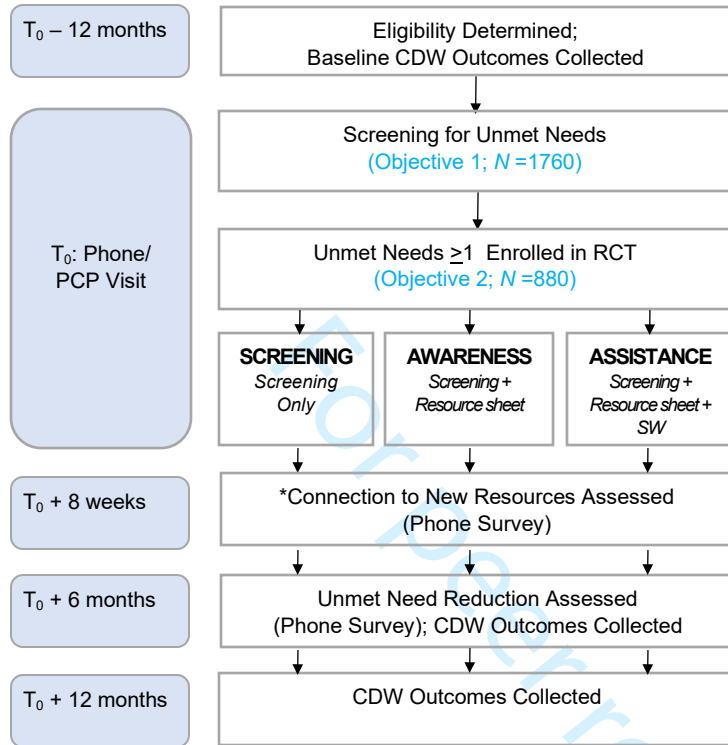 T0 – 12 months
Eligibility Determined;
Baseline CDW Outcomes Collected
T0: Phone/
PCP Visit
Screening for Unmet Needs
(Objective 1; N =1760)
Unmet Needs ≥1 Enrolled in RCT
(Objective 2; N =880)
SCREENING
Screening
Only
AWARENESS
Screening +
Resource sheet
ASSISTANCE
Screening +
Resource sheet +
SW
T0 + 8 weeks
*Connection to New Resources Assessed
(Phone Survey)
T0 + 6 months
Unmet Need Reduction Assessed
(Phone Survey); CDW Outcomes Collected
T0 + 12 months
CDW Outcomes Collected
For peer re